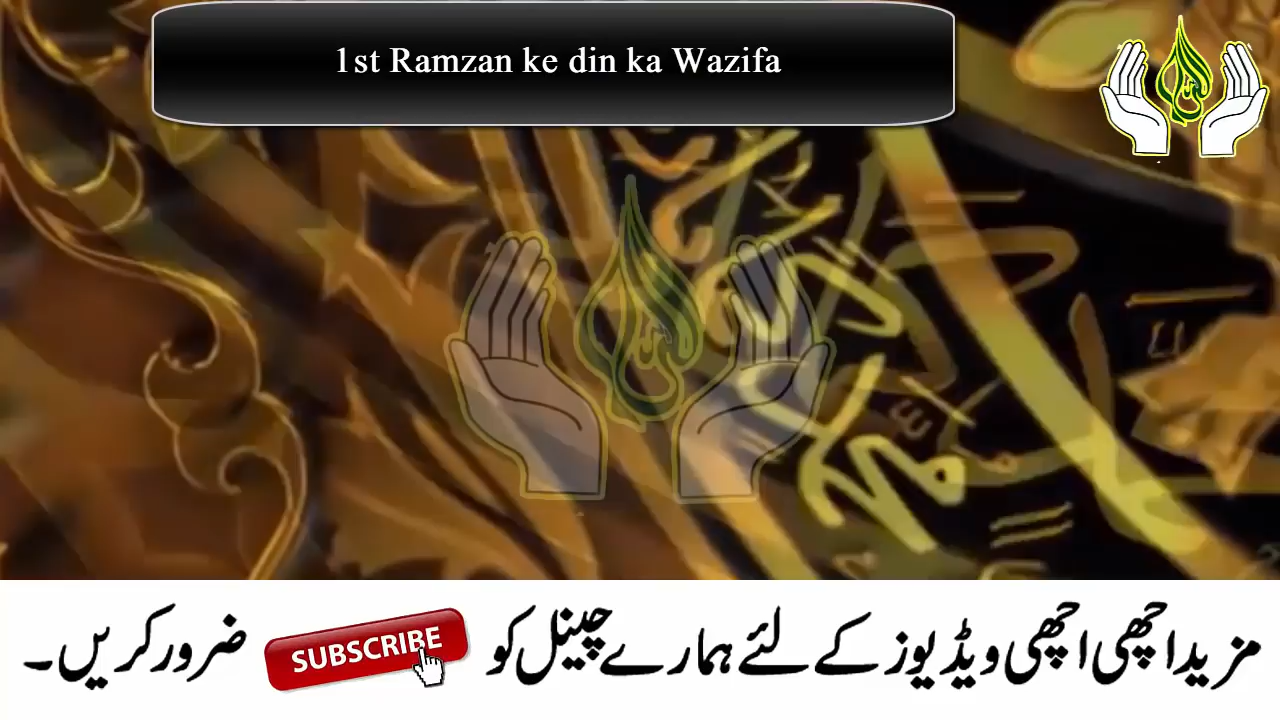 1st Ramzan ke din ka Wazifa
مزید اچھی اچھی ویڈیوز کے لئے ہمارے چینل کو SUBSCRIBE ضرور کریں۔